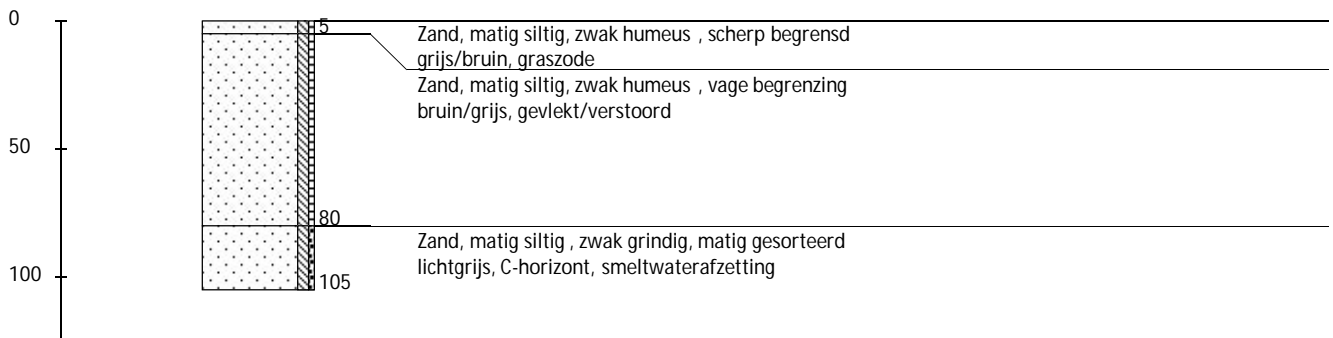 0
5
Zand, matig siltig, zwak humeus , scherp begrensd
grijs/bruin, graszode
Zand, matig siltig, zwak humeus , vage begrenzing
bruin/grijs, gevlekt/verstoord
50
80
Zand, matig siltig , zwak grindig, matig gesorteerd
lichtgrijs, C-horizont, smeltwaterafzetting
100
105